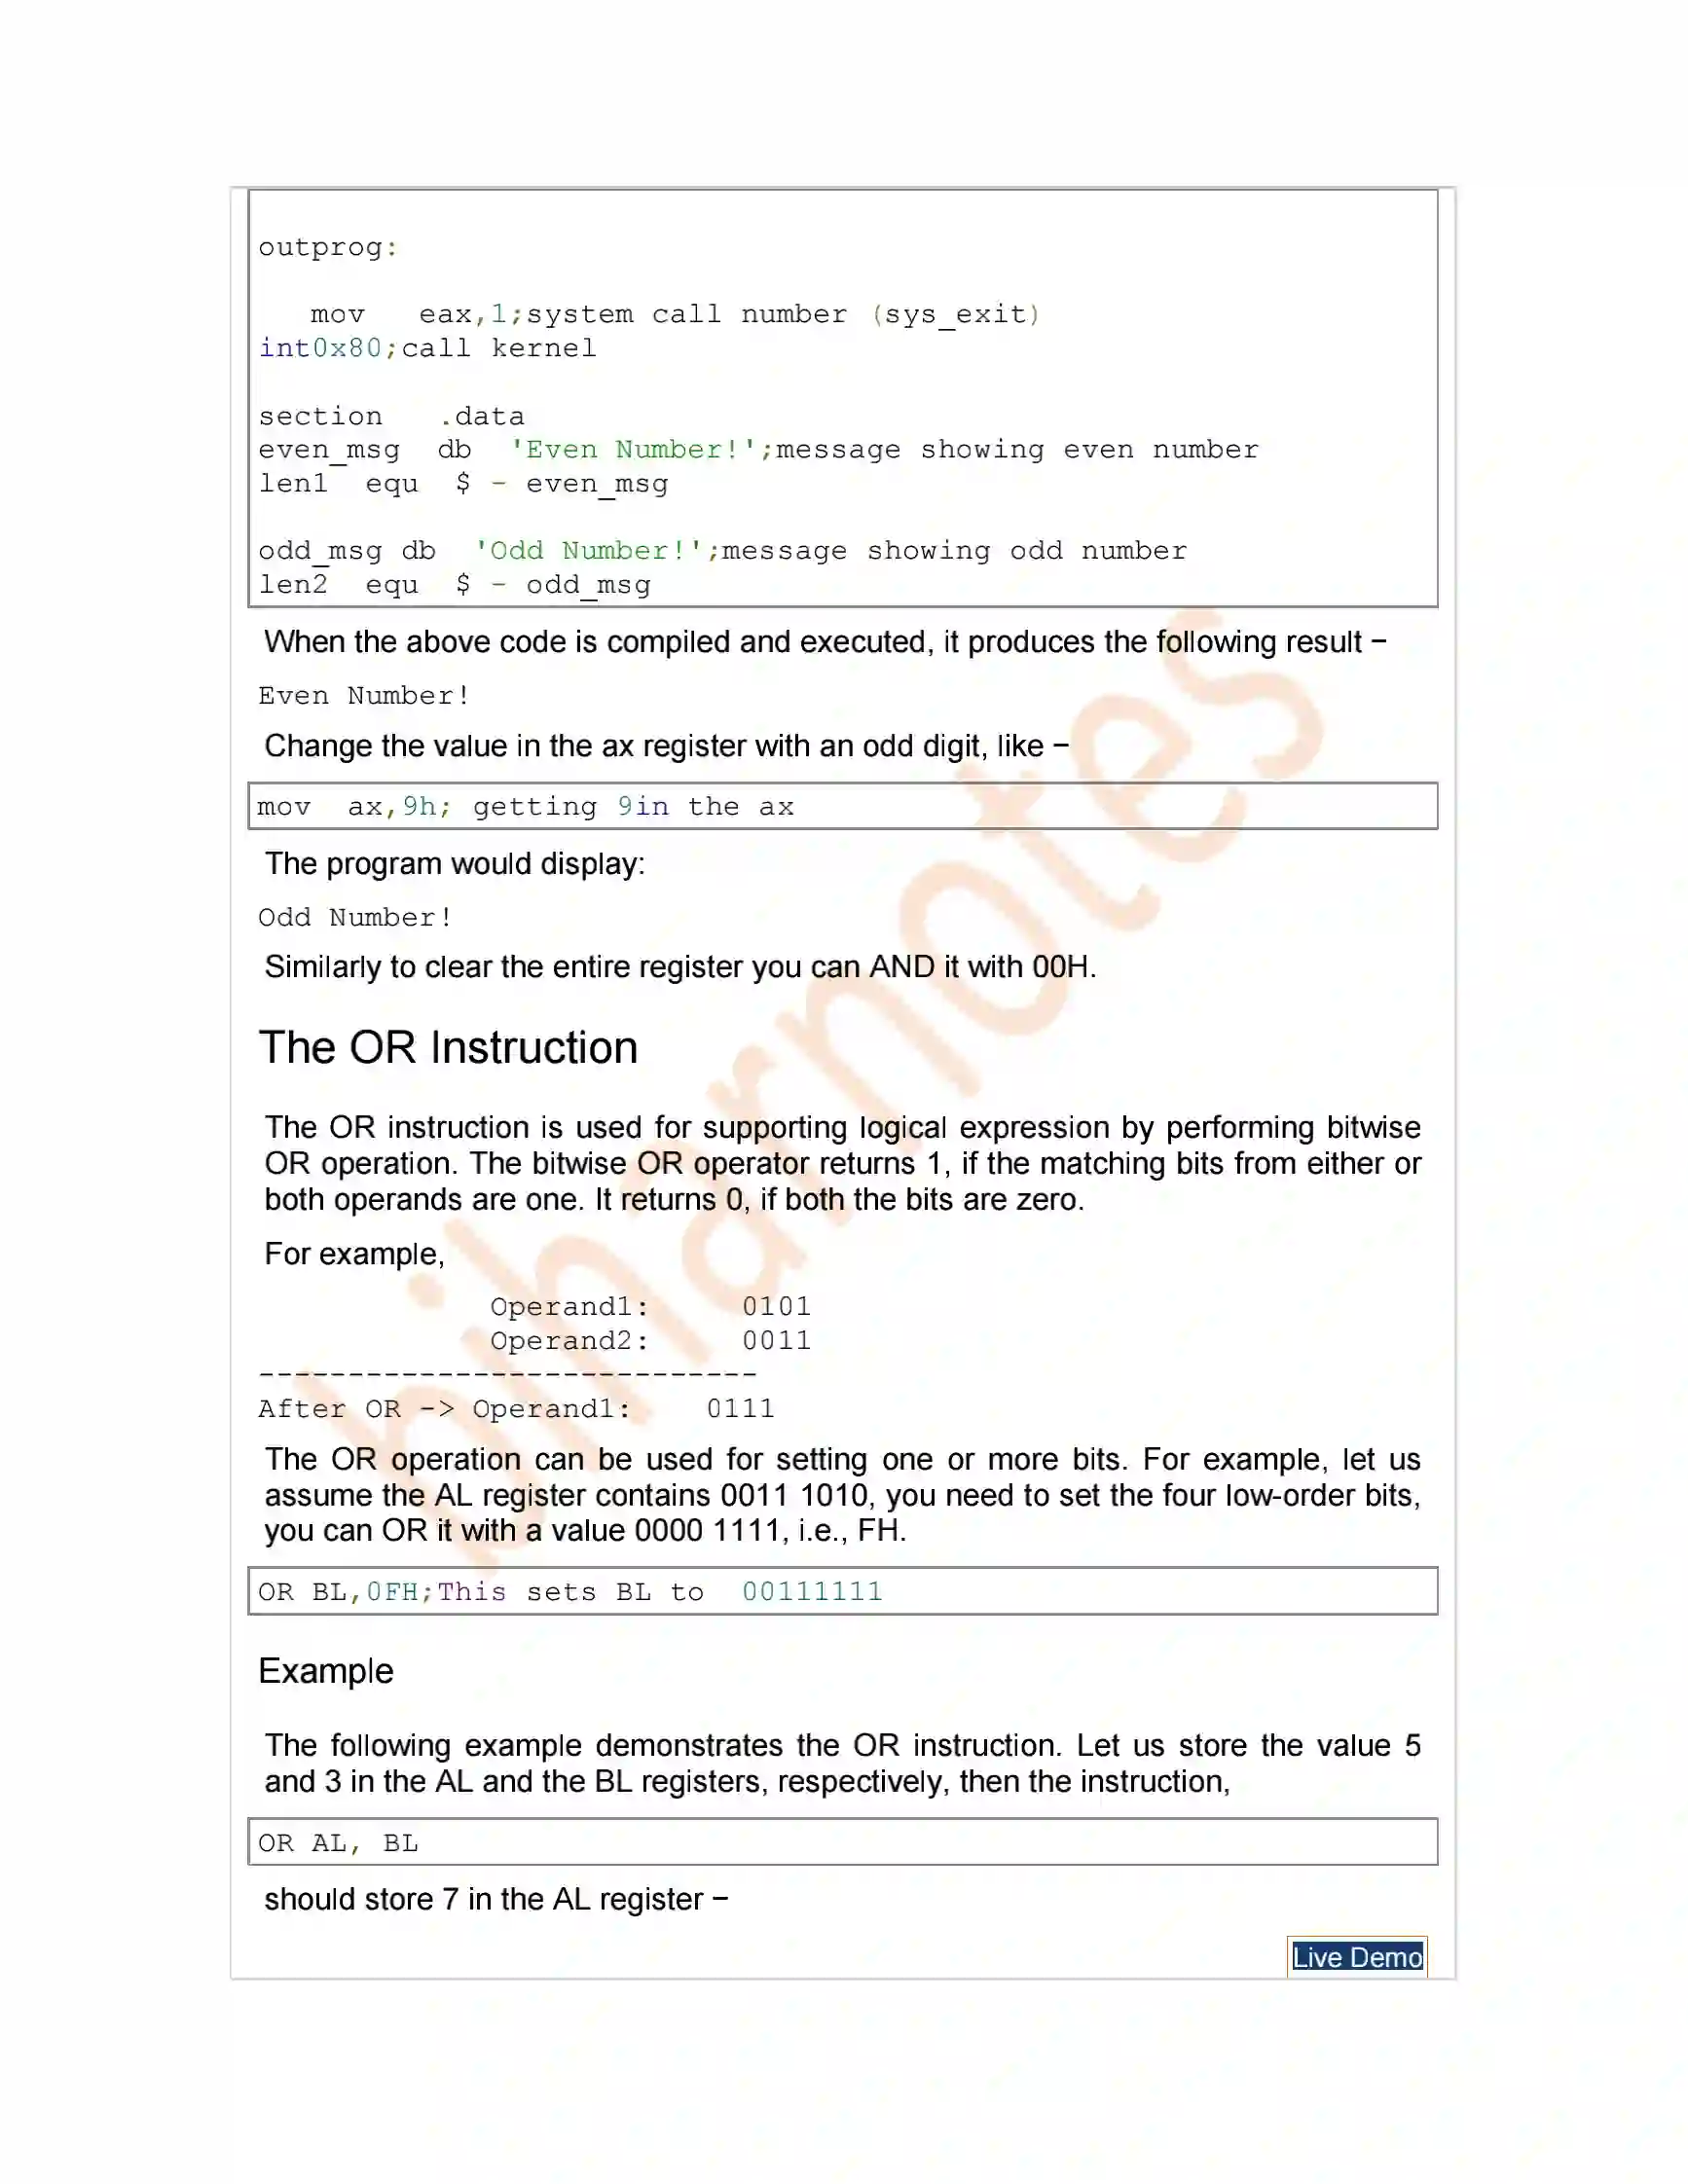 outprog:
mov eax,1;system call number (sys_exit)
int0x80;call kernel
section .data
even_msg db 'Even Number!';message showing even number
len1 equ $ - even_msg
odd_msg db 'Odd Number!';message showing odd number
len2 equ $ - odd_msg
When the above code is compiled and executed, it produces the following result −
Even Number!
Change the value in the ax register with an odd digit, like −
mov ax,9h; getting 9in the ax
The program would display:
Odd Number!
Similarly to clear the entire register you can AND it with 00H.
The OR Instruction
The OR instruction is used for supporting logical expression by performing bitwise
OR operation. The bitwise OR operator returns 1, if the matching bits from either or
both operands are one. It returns 0, if both the bits are zero.
For example,
Operand1: 0101
Operand2: 0011
----------------------------
After OR -> Operand1: 0111
The OR operation can be used for setting one or more bits. For example, let us
assume the AL register contains 0011 1010, you need to set the four low-order bits,
you can OR it with a value 0000 1111, i.e., FH.
OR BL,0FH;This sets BL to 00111111
Example
The following example demonstrates the OR instruction. Let us store the value 5
and 3 in the AL and the BL registers, respectively, then the instruction,
OR AL, BL
should store 7 in the AL register −
Live Demo
biharnotes